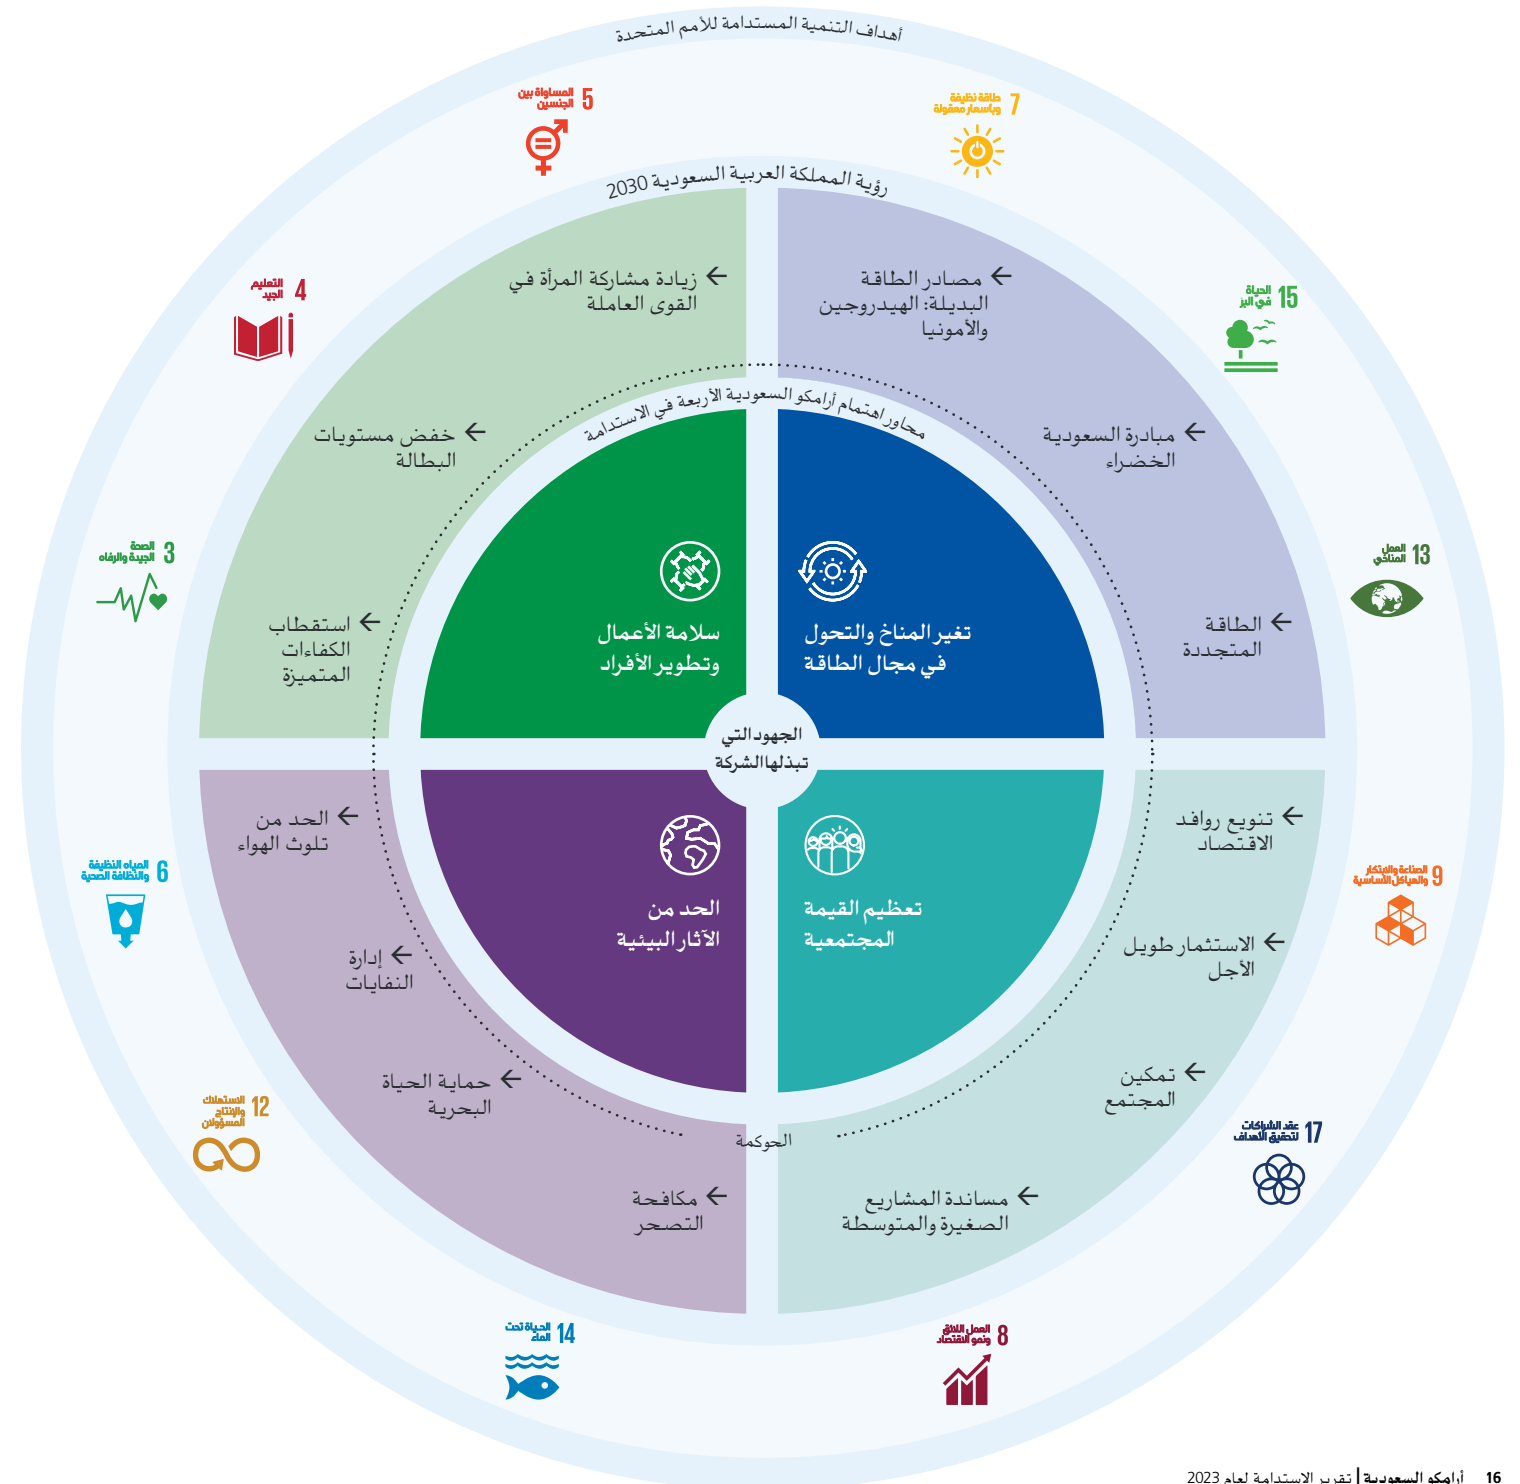 أهداف التنمية المستدامة للأمم المتحدة
7 طاقة نظيفة
وبأسعار معقولة
15 الحياة
في البر
13 العمل
المناخي
9 الصناعة والابتكار
والهياكل الأساسية
17 عقد الشراكات
لتحقيق الأهداف
8 العمل اللائق
ونمو الاقتصاد
14 الحياة تحت
الماء
12 الاستهلاك
والإنتاج
المسؤولان
6 المياه النظيفة
والنظافة الصحية
3 الصحة
الجيدة والرفاه
4 التعليم
الجيد
5 المساواة بين
الجنسين
رؤية المملكة العربية السعودية 2030
← مصادر الطاقة
البديلة: الهيدروجين
والأمونيا
← مبادرة السعودية
الخضراء
← الطاقة
المتجددة
← تنويع روافد
الاقتصاد
← الاستثمار طويل
الأجل
← تمكين
المجتمع
← مساندة المشاريع
الصغيرة والمتوسطة
← مكافحة
التصحر
← حماية الحياة
البحرية
← إدارة
النفايات
← الحد من
تلوث الهواء
← استقطاب
الكفاءات
المتميزة
← خفض مستويات
البطالة
← زيادة مشاركة المرأة في
القوى العاملة
محاور اهتمام أرامكو السعودية الأربعة في الاستدامة
تغير المناخ والتحول
في مجال الطاقة
سلامة الأعمال
وتطوير الأفراد
الجهود التي
تبذلها الشركة
تعظيم القيمة
المجتمعية
الحد من
الآثار البيئية
الحوكمة
16 أرامكو السعودية | تقرير الاستدامة لعام 2023